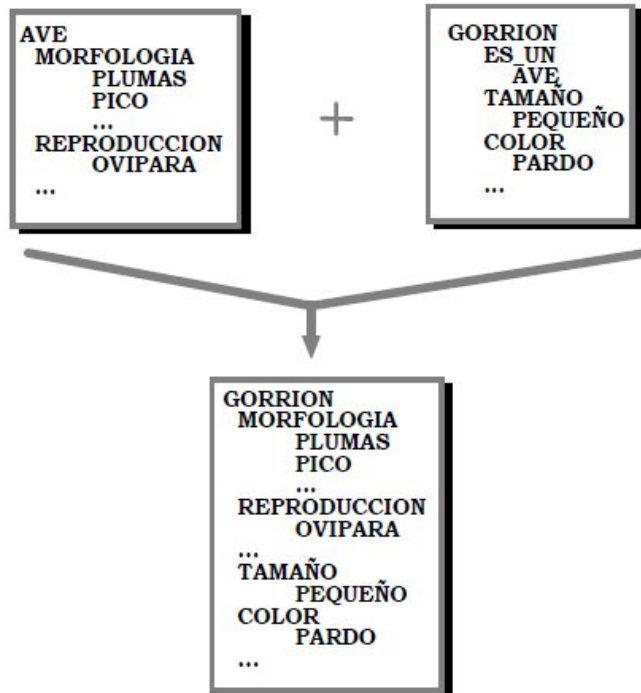 AVE
MORFOLOGIA
PLUMAS
PICO
...
REPRODUCCION
OVIPARA
...
+
GORRION
ES_UN
AVE
TAMAÑO
PEQUEÑO
COLOR
PARDO
...
GORRION
MORFOLOGIA
PLUMAS
PICO
...
REPRODUCCION
OVIPARA
...
TAMAÑO
PEQUEÑO
COLOR
PARDO
...